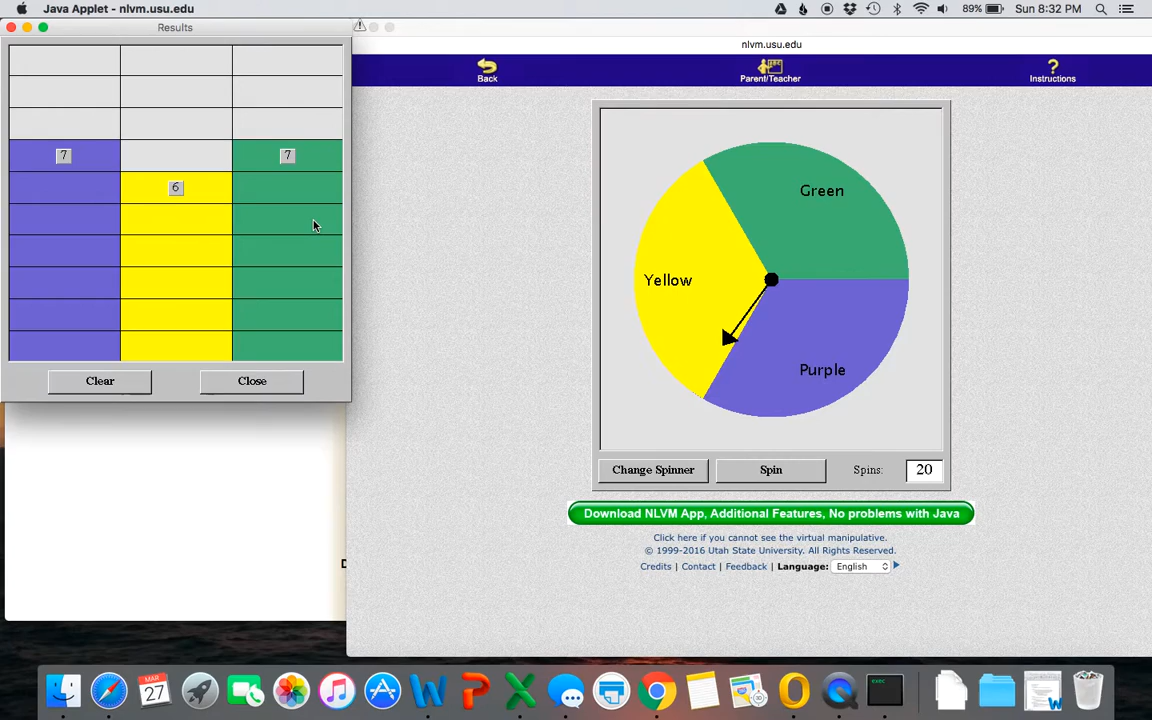 Java Applet - nlvm.usu.edu
89%
Sun 8:32 PM
Results
7
7
6
Clear
Close
nlvm.usu.edu
Back
Parent/Teacher
Instructions
Green
Yellow
Purple
Change Spinner
Spin
Spins:
20
Download NLVM App, Additional Features, No problems with Java
Click here if you cannot see the virtual manipulative.
© 1999-2016 Utah State University. All Rights Reserved.
Credits | Contact | Feedback | Language: English
MAR
27